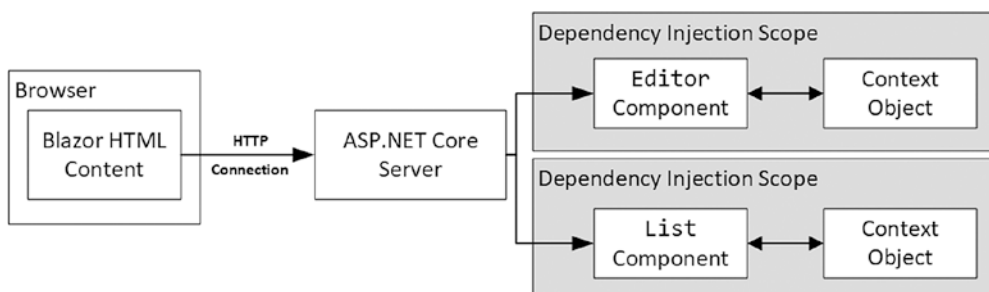 Browser
Blazor HTML
Content
HTTP
Connection
ASP.NET Core
Server
Dependency Injection Scope
Editor
Component
Context
Object
Dependency Injection Scope
List
Component
Context
Object